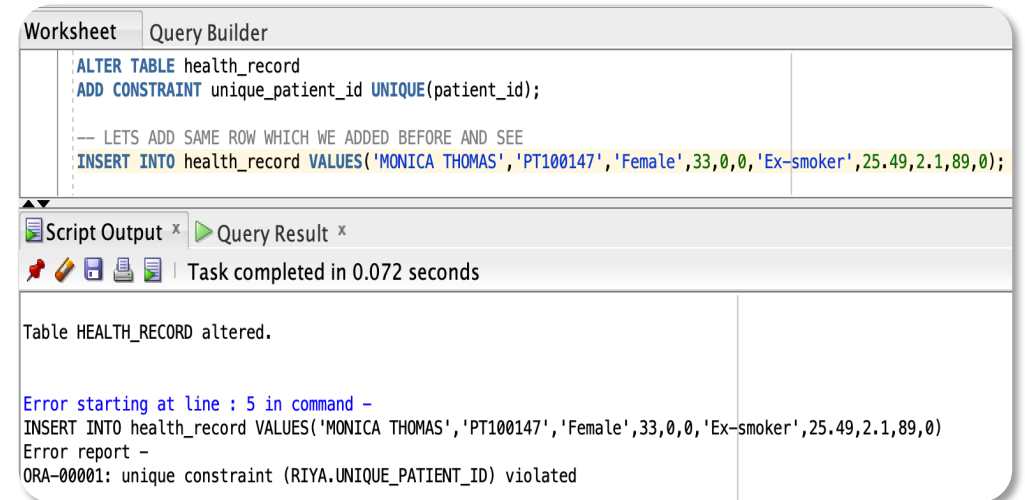 Worksheet Query Builder
ALTER TABLE health_record
ADD CONSTRAINT unique_patient_id UNIQUE(patient_id);
-- LETS ADD SAME ROW WHICH WE ADDED BEFORE AND SEE
INSERT INTO health_record VALUES('MONICA THOMAS','PT100147','Female',33,0,0,'Ex-smoker',25.49,2.1,89,0);
Script Output x Query Result x
Task completed in 0.072 seconds
Table HEALTH_RECORD altered.
Error starting at line : 5 in command -
INSERT INTO health_record VALUES('MONICA THOMAS','PT100147','Female',33,0,0,'Ex-smoker',25.49,2.1,89,0)
Error report -
ORA-00001: unique constraint (RIYA.UNIQUE_PATIENT_ID) violated